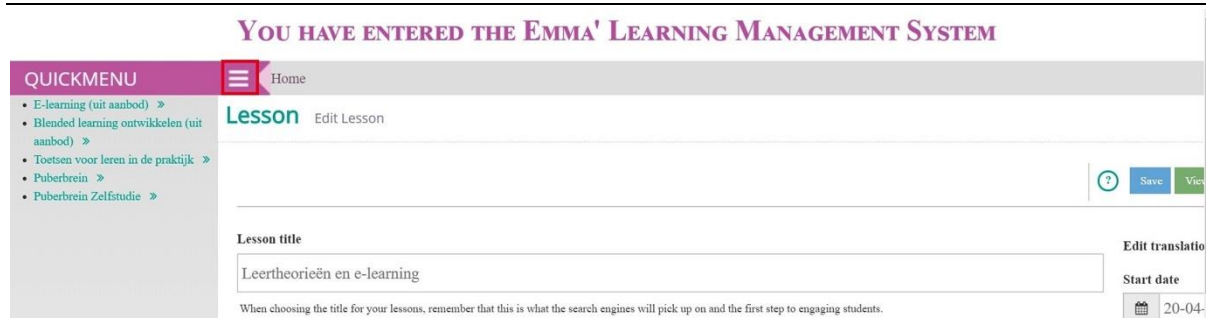 You have entered the Emma' Learning Management System
QUICKMENU
Home
E-learning (uit aanbod) »
Blended learning ontwikkelen (uit
aanbod) »
Toetsen voor leren in de praktijk »
Puberbrein »
Puberbrein Zelfstudie »
Lesson Edit Lesson
? Save
Lesson title
Leertheorieën en e-learning
When choosing the title for your lessons, remember that this is what the search engines will pick up on and the first step to engaging students.
Edit
Start date
20-04-